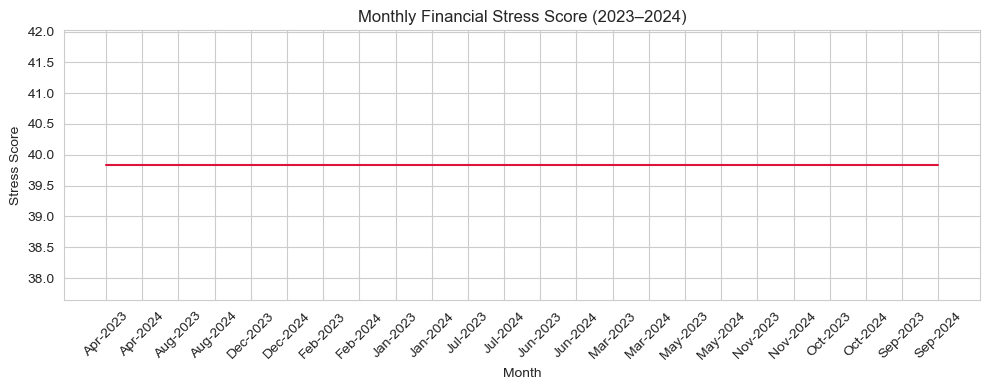 Monthly Financial Stress Score (2023–2024)
42.0
41.5
41.0
40.5
40.0
39.5
39.0
38.5
38.0
Stress Score
Apr-2023
Apr-2024
Aug-2023
Aug-2024
Dec-2023
Dec-2024
Feb-2023
Feb-2024
Jan-2023
Jan-2024
Jul-2023
Jul-2024
Jun-2023
Jun-2024
Mar-2023
Mar-2024
May-2023
May-2024
Nov-2023
Nov-2024
Oct-2023
Oct-2024
Sep-2023
Sep-2024
Month